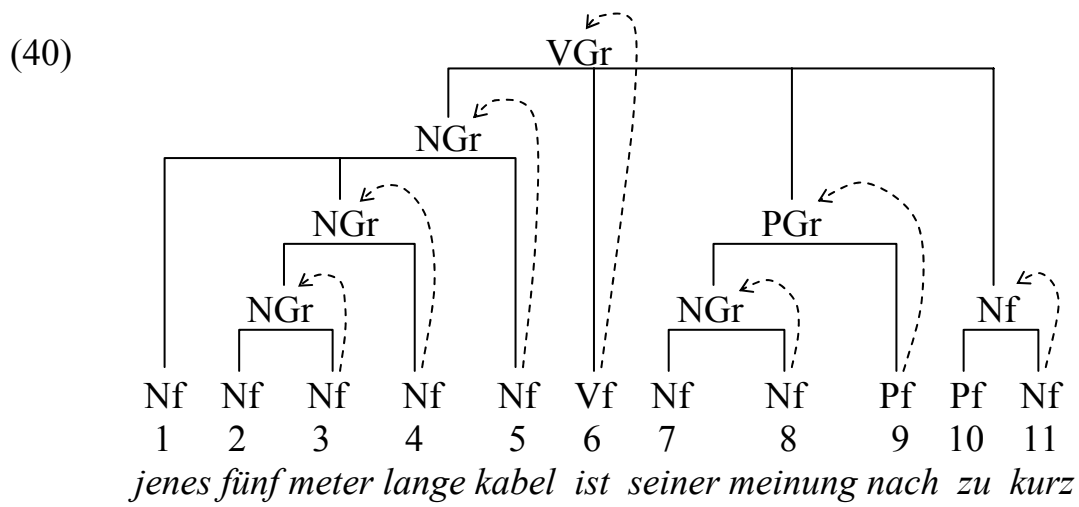 (40)
VGr
NGr
NGr PGr
NGr NGr Nf
Nf Nf Nf Nf Nf Vf Nf Nf Pf Pf Nf
1 2 3 4 5 6 7 8 9 10 11
jenes fünf meter lange kabel ist seiner meinung nach zu kurz